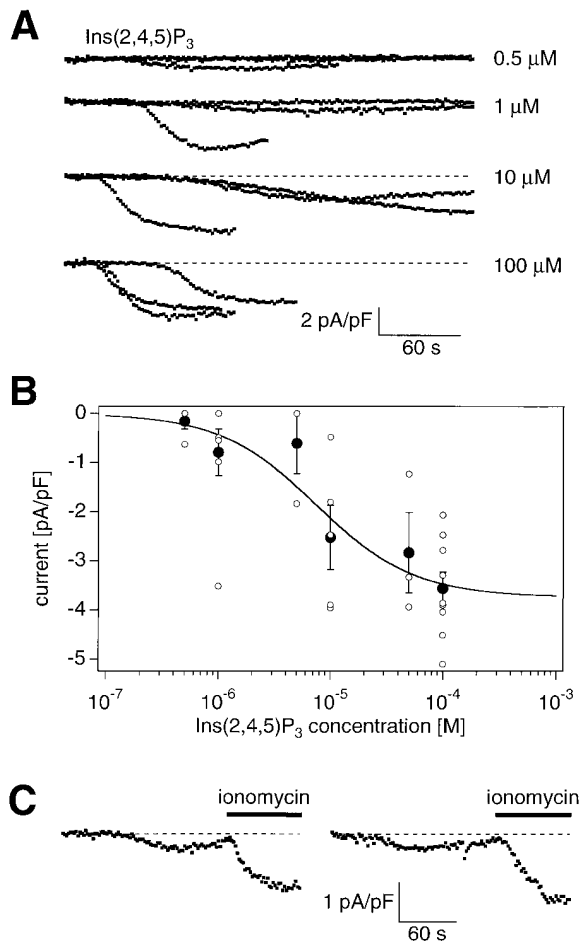 A
Ins(2,4,5)P3
0.5 µM
1 µM
10 µM
100 µM
2 pA/pF
60 s
B
0
-1
-2
-3
-4
-5
current [pA/pF]
10-7
10-6
10-5
10-4
10-3
Ins(2,4,5)P3 concentration [M]
C
ionomycin
ionomycin
1 pA/pF
60 s